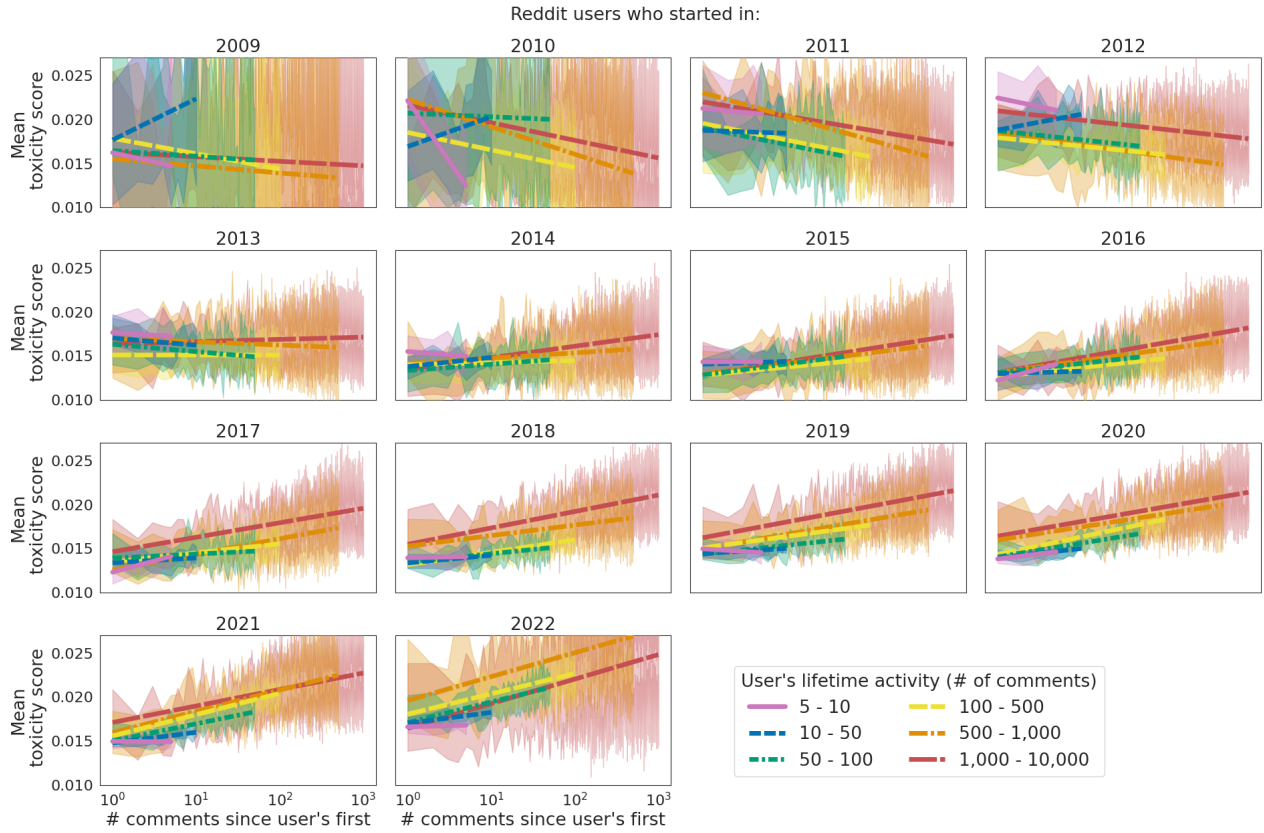 Reddit users who started in:
2009 2010 2011 2012
Mean
toxicity score
0.025
0.020
0.015
0.010
2013 2014 2015 2016
Mean
toxicity score
0.025
0.020
0.015
0.010
2017 2018 2019 2020
Mean
toxicity score
0.025
0.020
0.015
0.010
2021 2022
Mean
toxicity score
0.025
0.020
0.015
0.010
10⁰ 10¹ 10² 10³ 10⁰ 10¹ 10² 10³
# comments since user's first # comments since user's first
User's lifetime activity (# of comments)
5 - 10 100 - 500
10 - 50 500 - 1,000
50 - 100 1,000 - 10,000